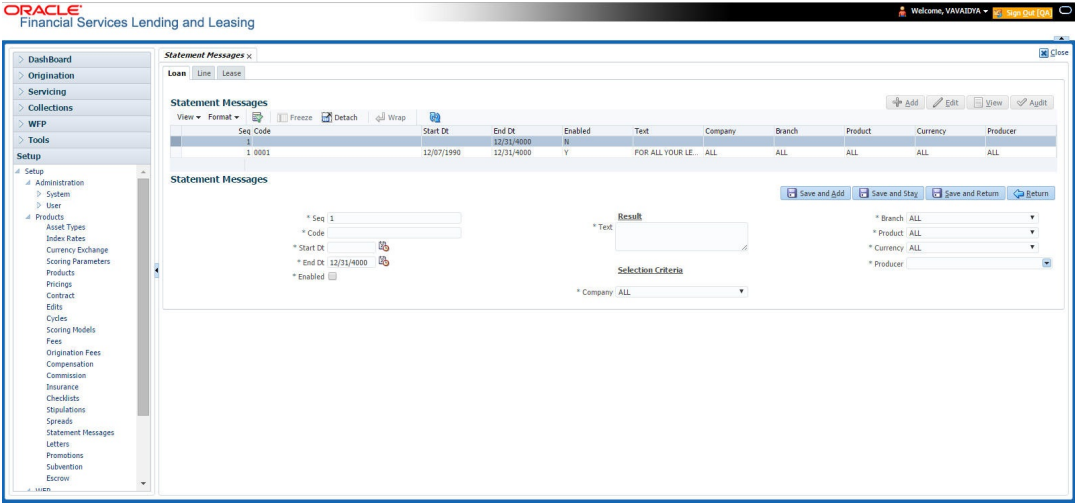 ORACLE
Financial Services Lending and Leasing
Welcome, VAVAIDYA
Sign Out [QA]
DashBoard
Origination
Servicing
Collections
WFP
Tools
Setup
Setup
Administration
System
User
Products
Asset Types
Index Rates
Currency Exchange
Scoring Parameters
Products
Pricings
Contract
Edits
Cycles
Scoring Models
Fees
Origination Fees
Compensation
Commission
Insurance
Checklists
Stipulations
Spreads
Statement Messages
Letters
Promotions
Subvention
Escrow
WFP
Statement Messages x
Close
Loan Line Lease
Statement Messages
Add Edit View Audit
View Format Freeze Detach Wrap
Seq Code Start Dt End Dt Enabled Text Company Branch Product Currency Producer
1 12/31/4000 N
1 0001 12/07/1990 12/31/4000 Y FOR ALL YOUR LE... ALL ALL ALL ALL ALL
Statement Messages
Save and Add Save and Stay Save and Return Return
* Seq 1
* Code
* Start Dt
* End Dt 12/31/4000
* Enabled
Result
* Text
Selection Criteria
* Company ALL
* Branch ALL
* Product ALL
* Currency ALL
* Producer